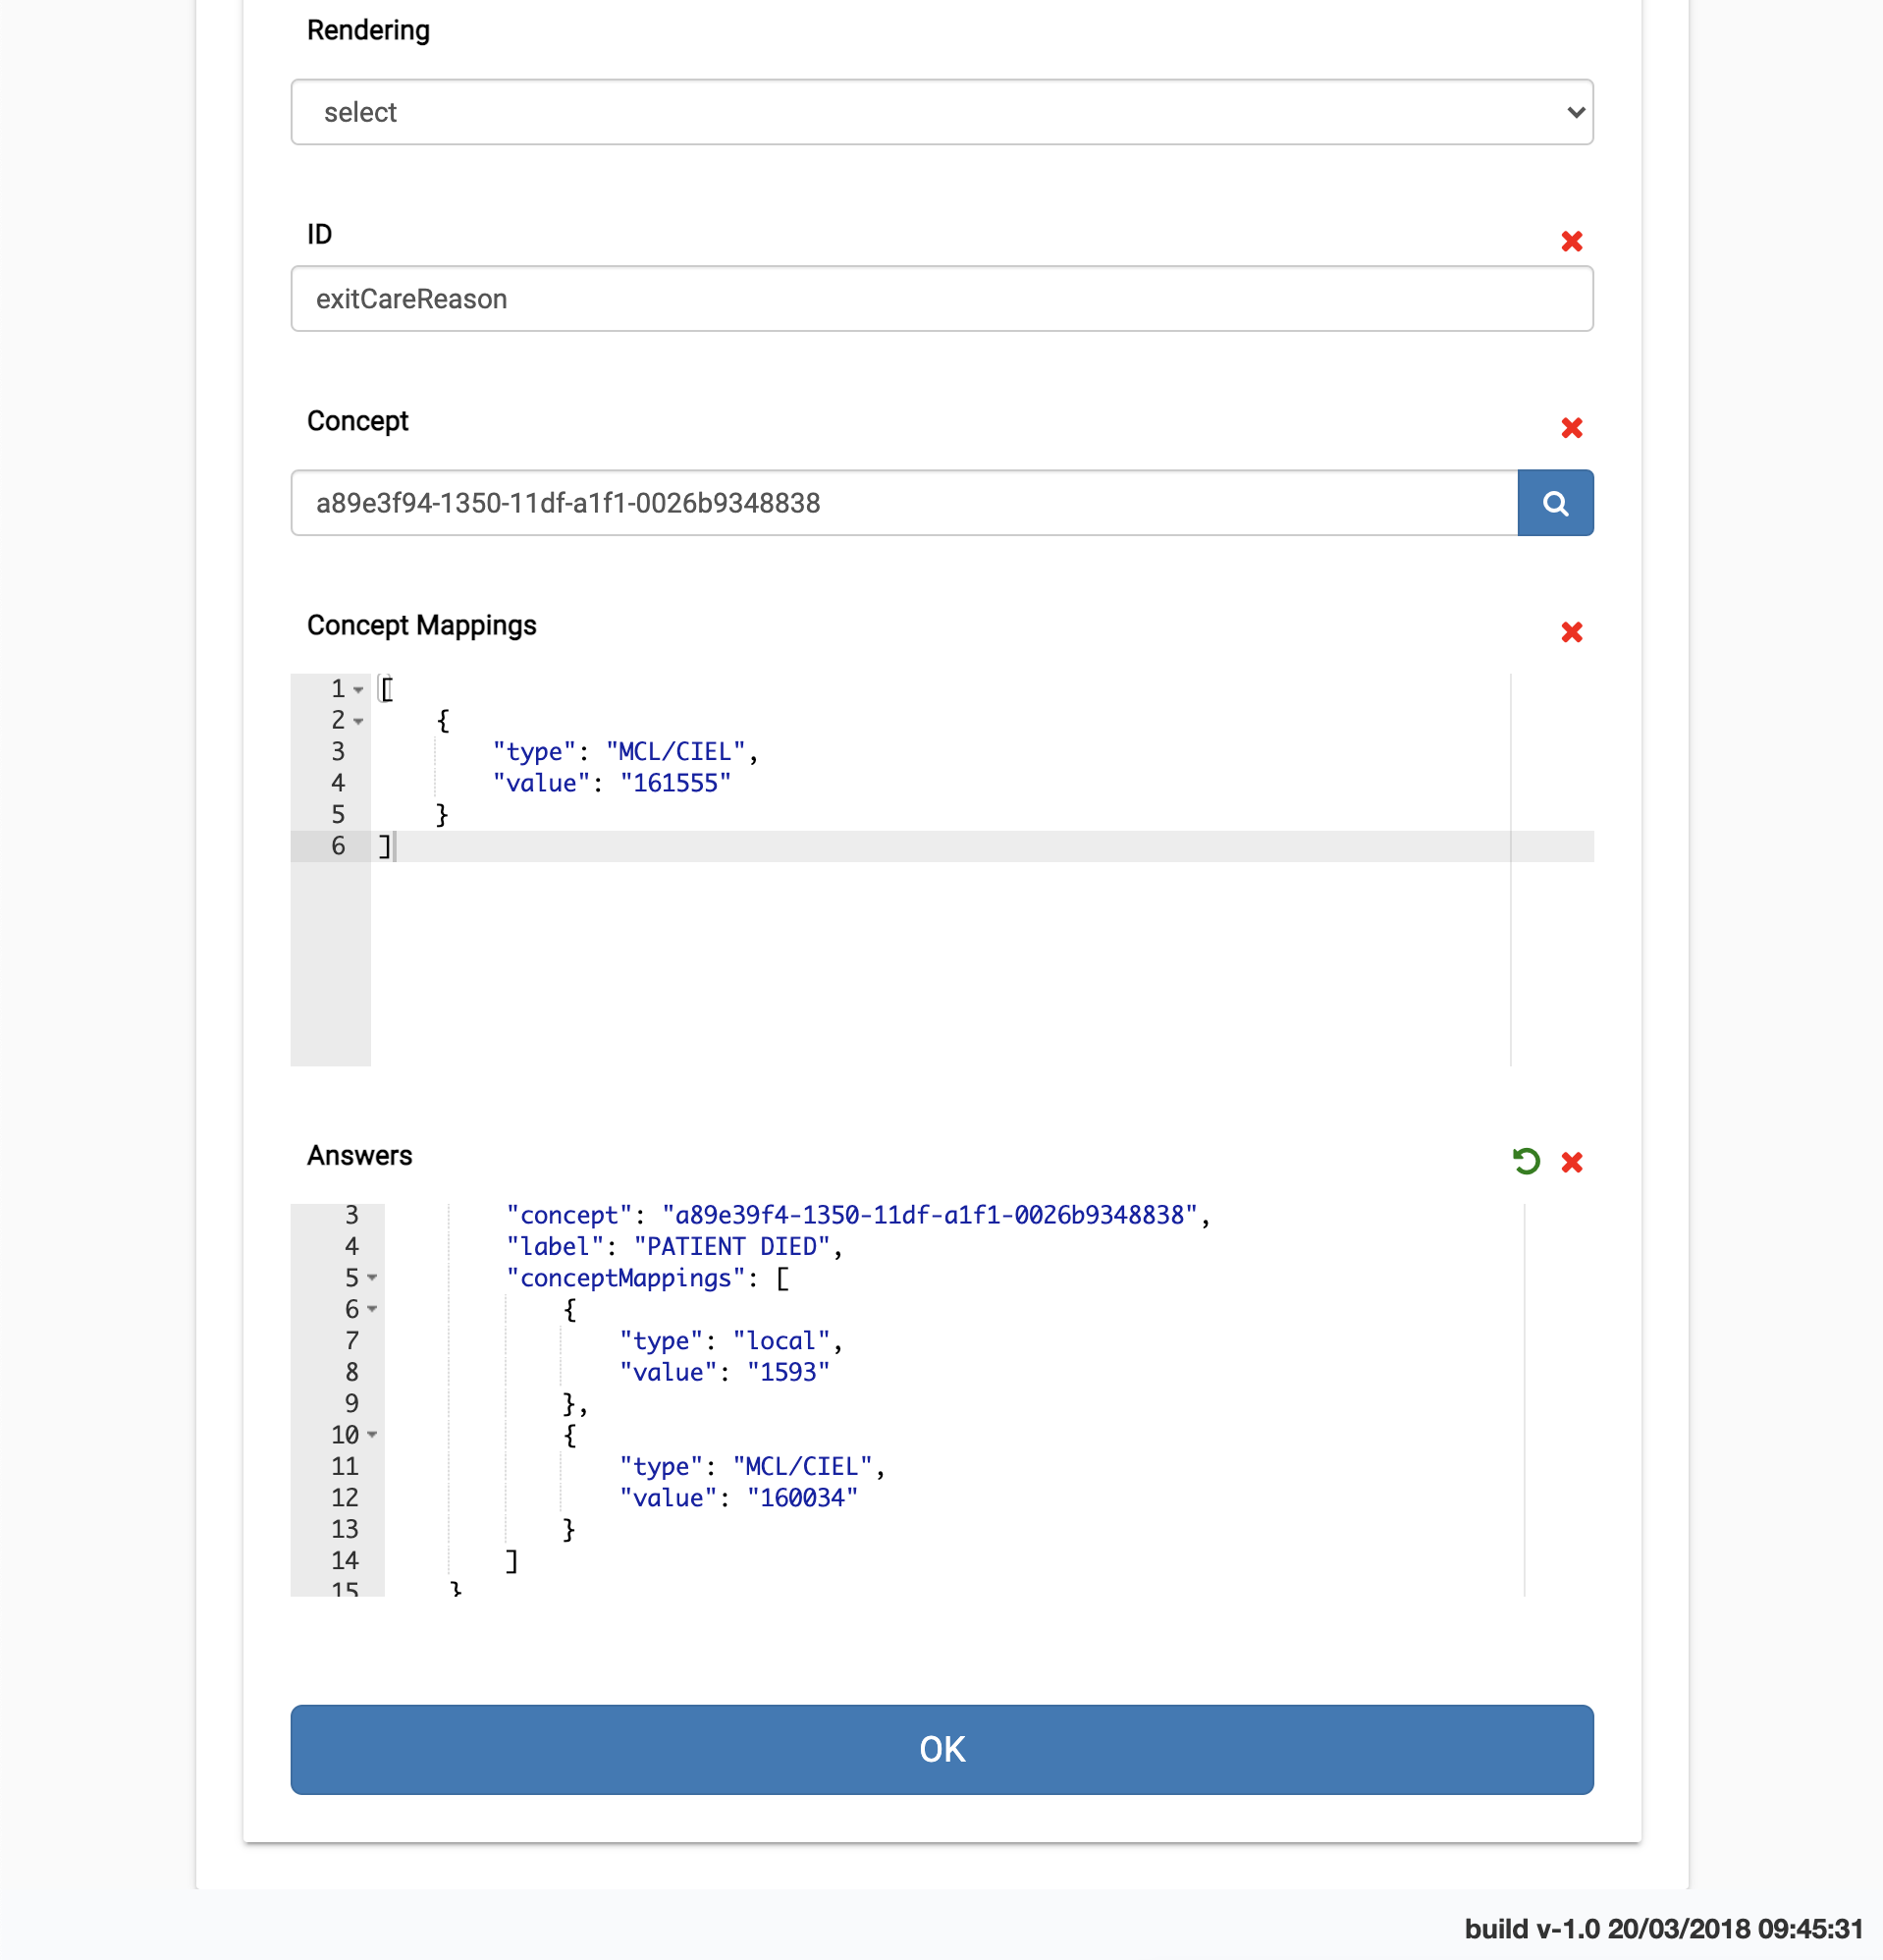 Rendering
select
ID
exitCareReason
Concept
a89e3f94-1350-11df-a1f1-0026b9348838
Concept Mappings
1 [
2 {
3 "type": "MCL/CIEL",
4 "value": "161555"
5 }
6 ]
Answers
3 "concept": "a89e39f4-1350-11df-a1f1-0026b9348838",
4 "label": "PATIENT DIED",
5 "conceptMappings": [
6 {
7 "type": "local",
8 "value": "1593"
9 },
10 {
11 "type": "MCL/CIEL",
12 "value": "160034"
13 }
14 ]
15 }
OK
build v-1.0 20/03/2018 09:45:31